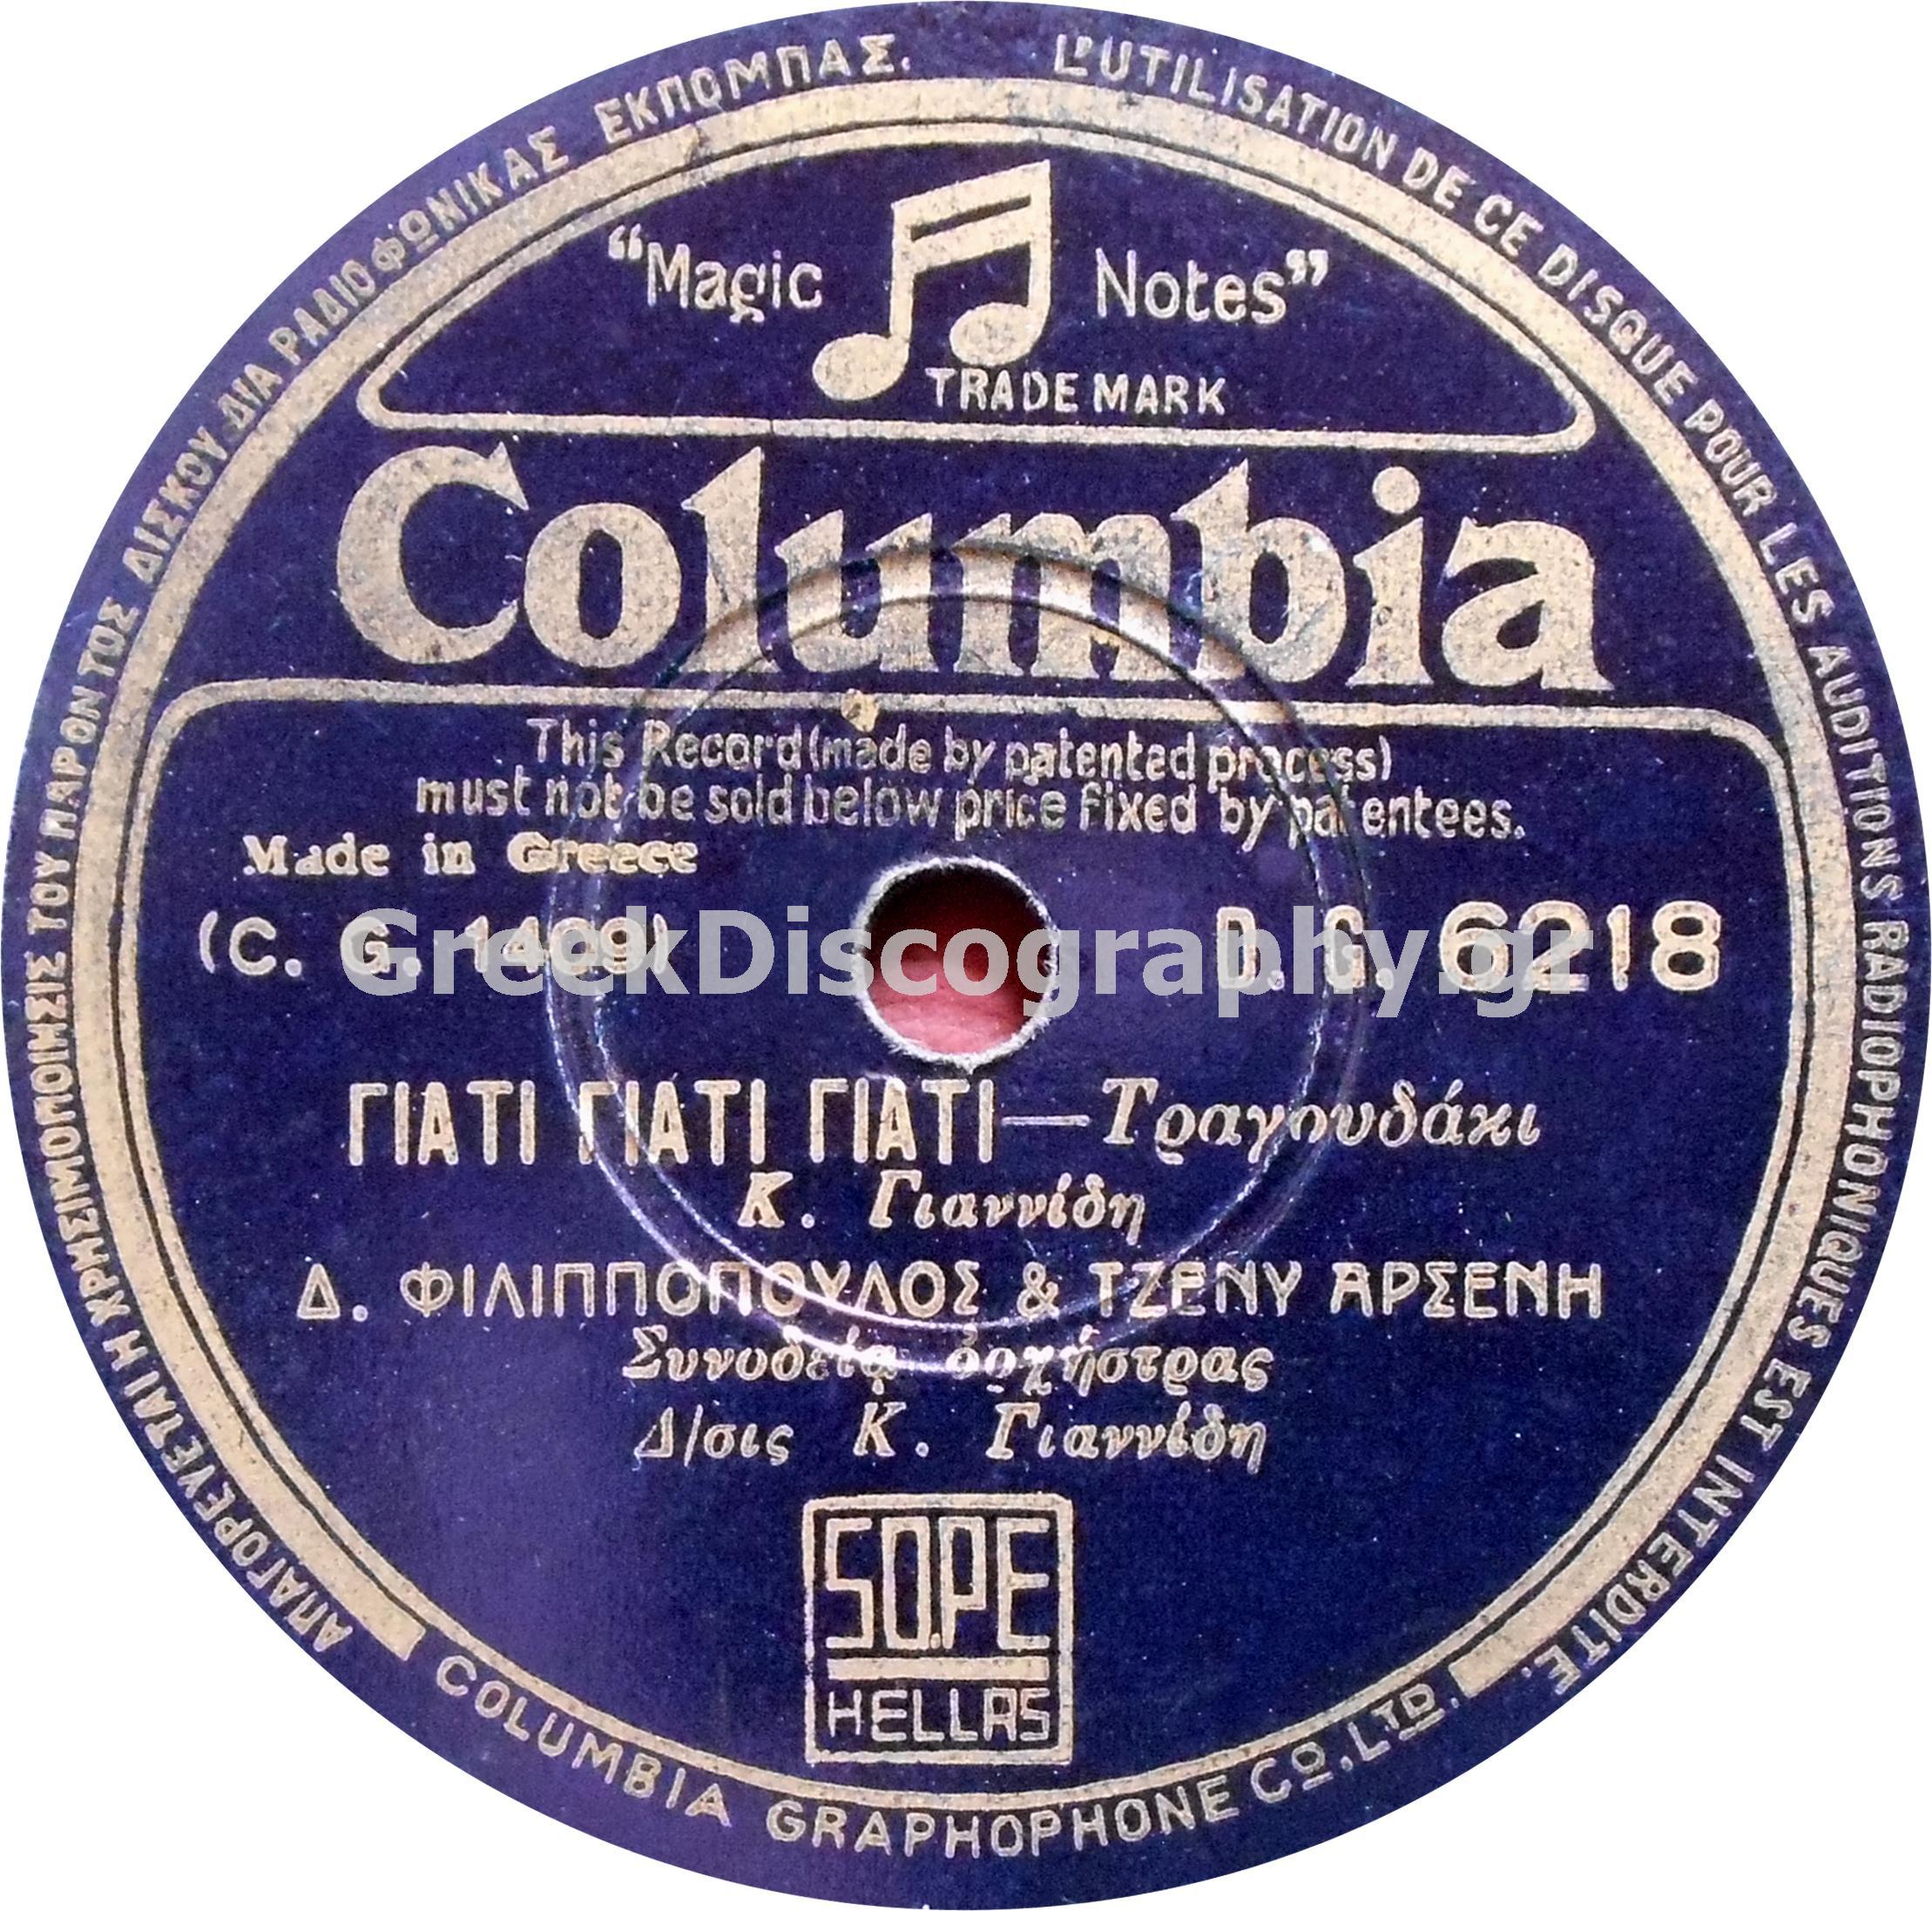 ΑΠΑΓΟΡΕΥΕΤΑΙ Η ΧΡΗΣΙΜΟΠΟΙΗΣΙΣ ΤΟΥ ΠΑΡΟΝΤΟΣ ΔΙΣΚΟΥ ΔΙΑ ΡΑΔΙΟΦΩΝΙΚΑΣ ΕΚΠΟΜΠΑΣ.
L'UTILISATION DE CE DISQUE POUR LES AUDITIONS RADIOPHONIQUES EST INTERDITE.
"Magic Notes"
TRADE MARK
Columbia
This Record (made by patented process)
must not be sold below price fixed by patentees.
Made in Greece
(C. G. 1409) D. G. 6218
GreekDiscography.gr
ΓΙΑΤΙ ΓΙΑΤΙ ΓΙΑΤΙ — Τραγουδάκι
Κ. Γιαννίδη
Δ. ΦΙΛΙΠΠΟΠΟΥΛΟΣ & ΤΖΕΝΥ ΑΡΣΕΝΗ
Συνοδείᾳ ὀρχήστρας
Δ/σις Κ. Γιαννίδη
SO.PE
HELLAS
COLUMBIA GRAPHOPHONE CO. LTD.